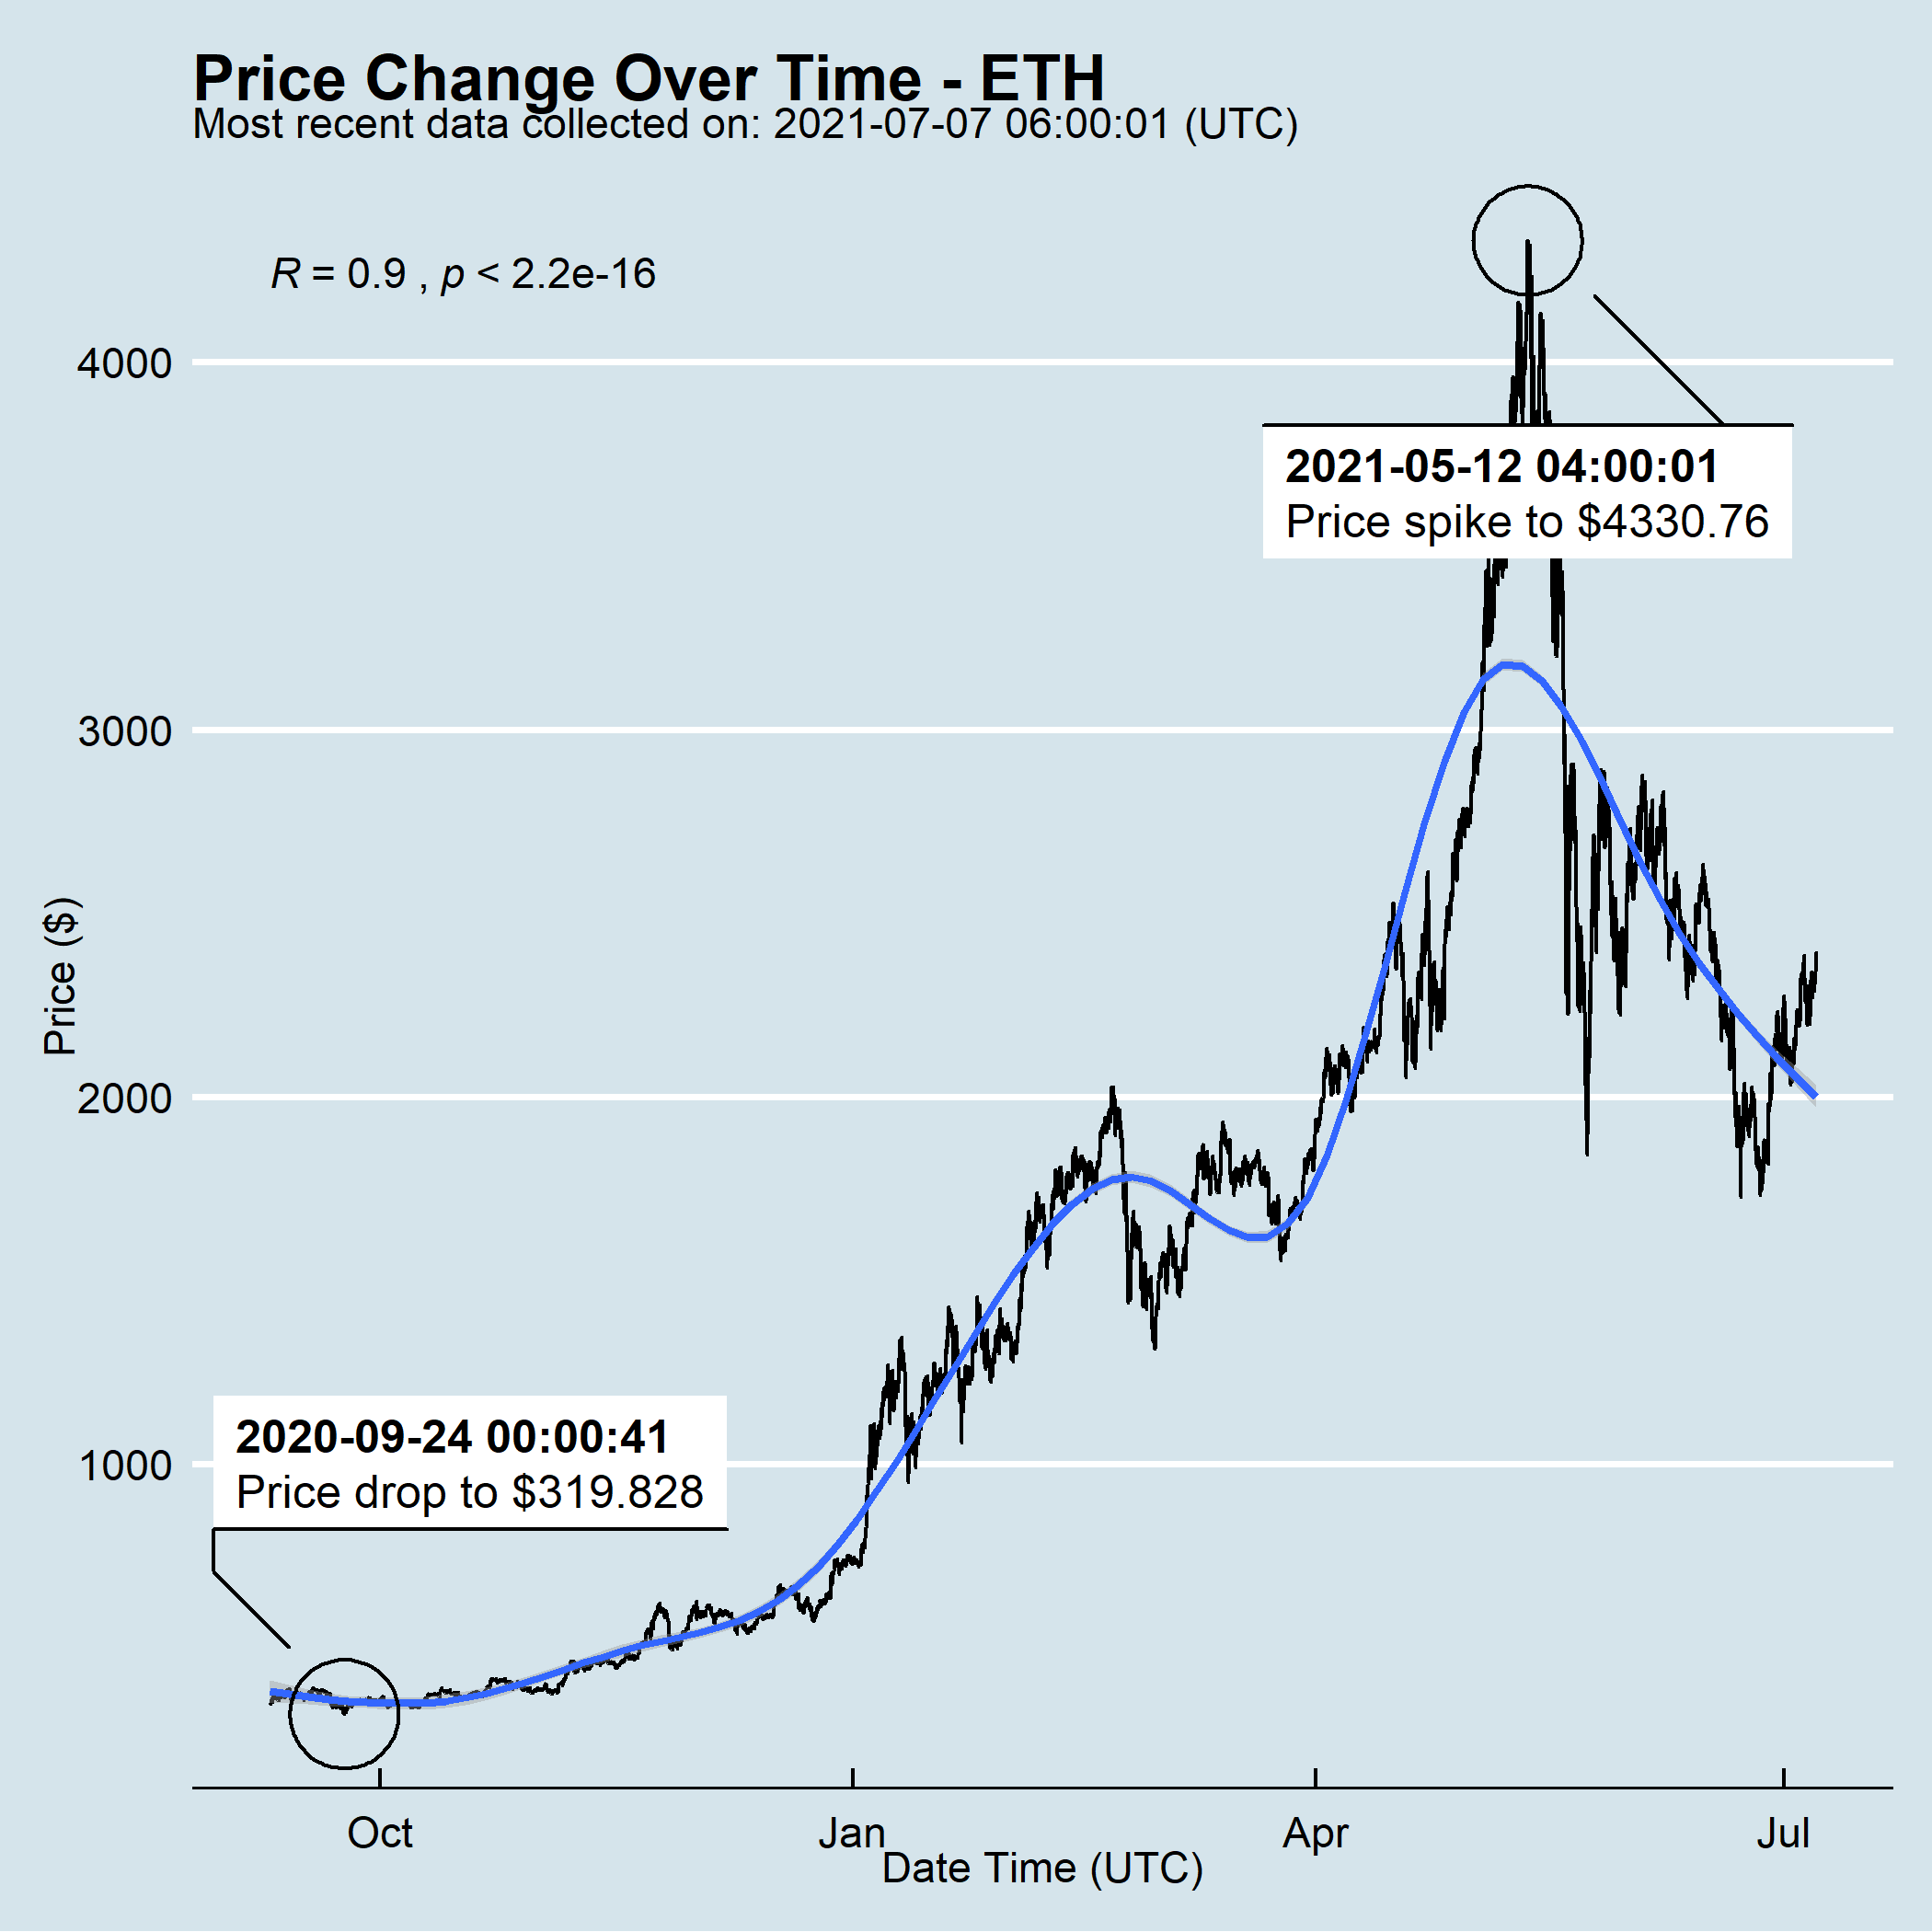 Price Change Over Time - ETH
Most recent data collected on: 2021-07-07 06:00:01 (UTC)
R = 0.9 , p < 2.2e-16
4000
2021-05-12 04:00:01
Price spike to $4330.76
3000
Price ($)
2000
2020-09-24 00:00:41
1000
Price drop to $319.828
Oct
Jan
Apr
Jul
Date Time (UTC)